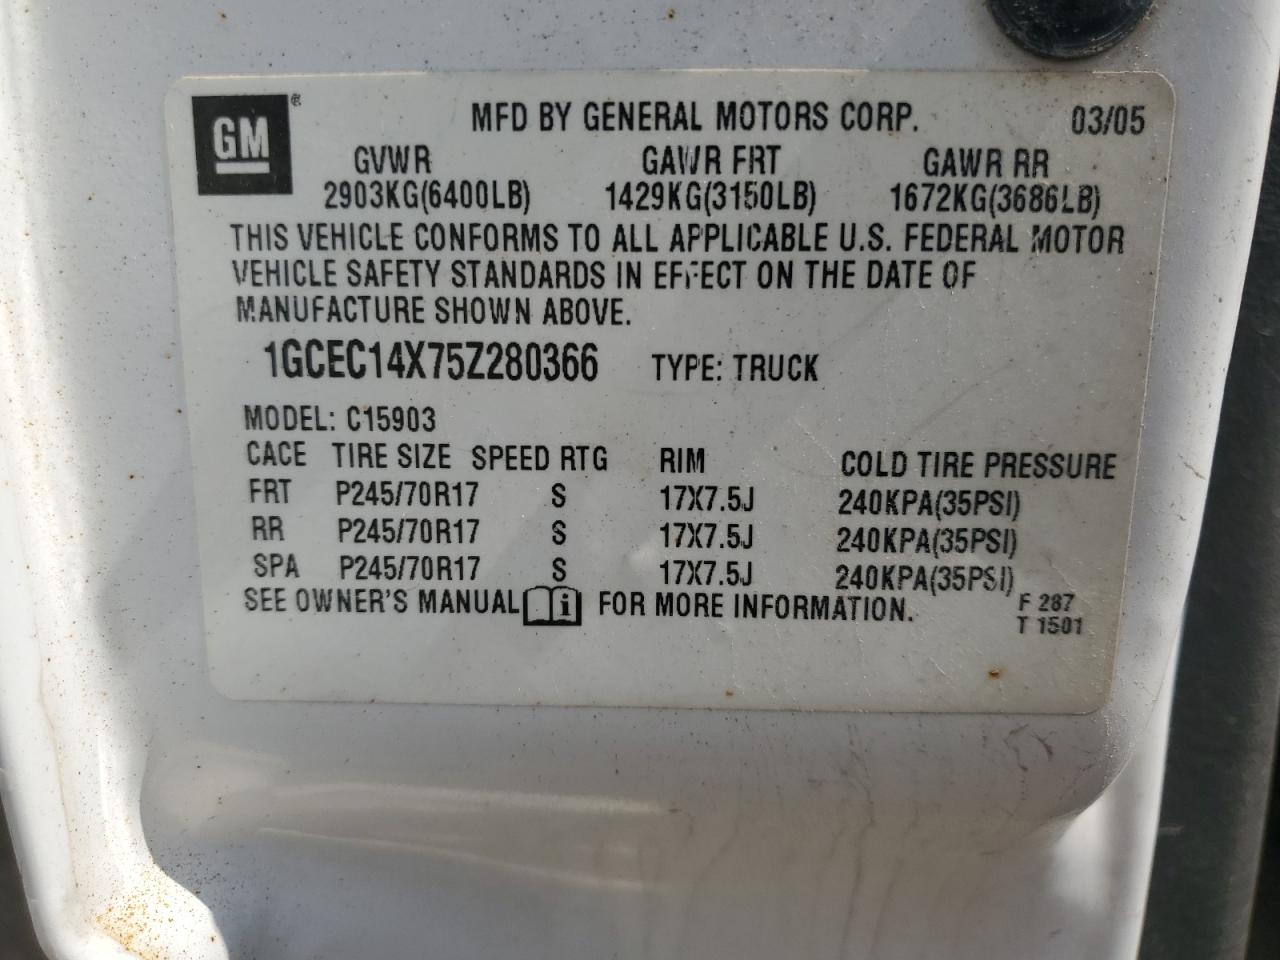 GM® MFD BY GENERAL MOTORS CORP. 03/05
GVWR GAWR FRT GAWR RR
2903KG(6400LB) 1429KG(3150LB) 1672KG(3686LB)
THIS VEHICLE CONFORMS TO ALL APPLICABLE U.S. FEDERAL MOTOR
VEHICLE SAFETY STANDARDS IN EFFECT ON THE DATE OF
MANUFACTURE SHOWN ABOVE.
1GCEC14X75Z280366 TYPE: TRUCK
MODEL: C15903
CACE TIRE SIZE SPEED RTG RIM COLD TIRE PRESSURE
FRT P245/70R17 S 17X7.5J 240KPA(35PSI)
RR P245/70R17 S 17X7.5J 240KPA(35PSI)
SPA P245/70R17 S 17X7.5J 240KPA(35PSI)
SEE OWNER'S MANUAL i FOR MORE INFORMATION. F 287
T 1501